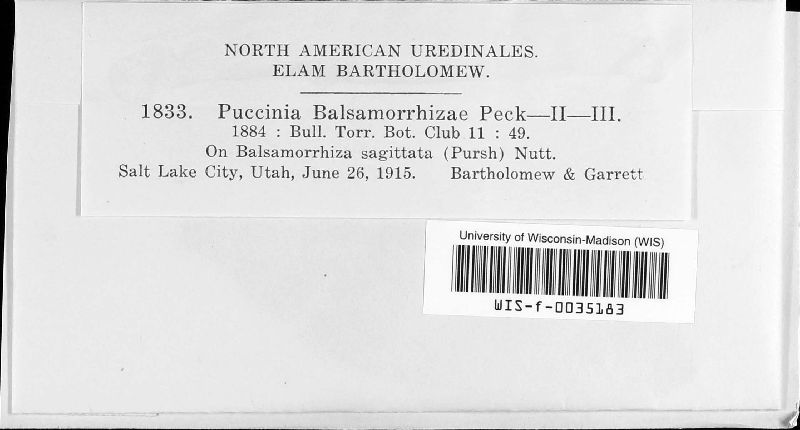 NORTH AMERICAN UREDINALES.
ELAM BARTHOLOMEW.
1833. Puccinia Balsamorrhizae Peck—II—III.
1884 : Bull. Torr. Bot. Club 11 : 49.
On Balsamorrhiza sagittata (Pursh) Nutt.
Salt Lake City, Utah, June 26, 1915. Bartholomew & Garrett
University of Wisconsin-Madison (WIS)
WIS-f-0035183